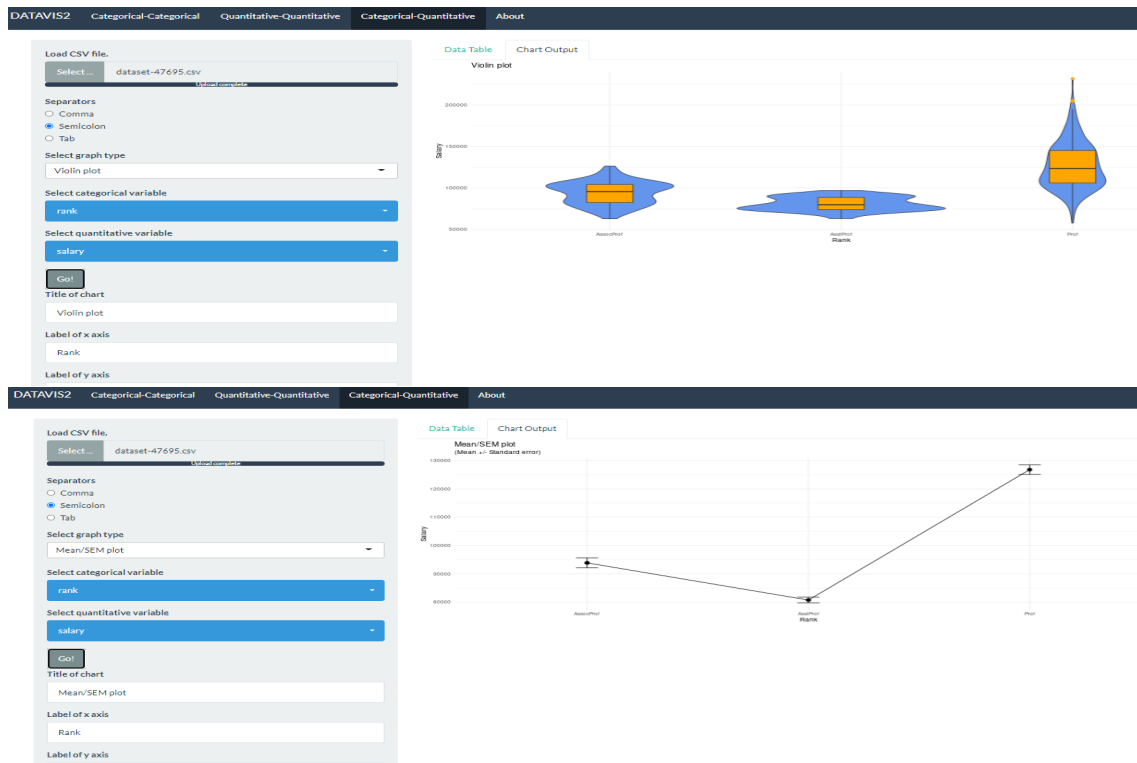 DATAVIS2 Categorical-Categorical Quantitative-Quantitative Categorical-Quantitative About
Load CSV file.
Select ... dataset-47695.csv
Upload complete
Separators
Comma
Semicolon
Tab
Select graph type
Violin plot
Select categorical variable
rank
Select quantitative variable
salary
Go!
Title of chart
Violin plot
Label of x axis
Rank
Label of y axis
Data Table Chart Output
Violin plot
200000
150000
100000
50000
Salary
AssocProf AsstProf Prof
Rank
DATAVIS2 Categorical-Categorical Quantitative-Quantitative Categorical-Quantitative About
Load CSV file.
Select ... dataset-47695.csv
Upload complete
Separators
Comma
Semicolon
Tab
Select graph type
Mean/SEM plot
Select categorical variable
rank
Select quantitative variable
salary
Go!
Title of chart
Mean/SEM plot
Label of x axis
Rank
Label of y axis
Data Table Chart Output
Mean/SEM plot
(Mean +/- Standard error)
130000
120000
110000
100000
90000
80000
Salary
AssocProf AsstProf Prof
Rank